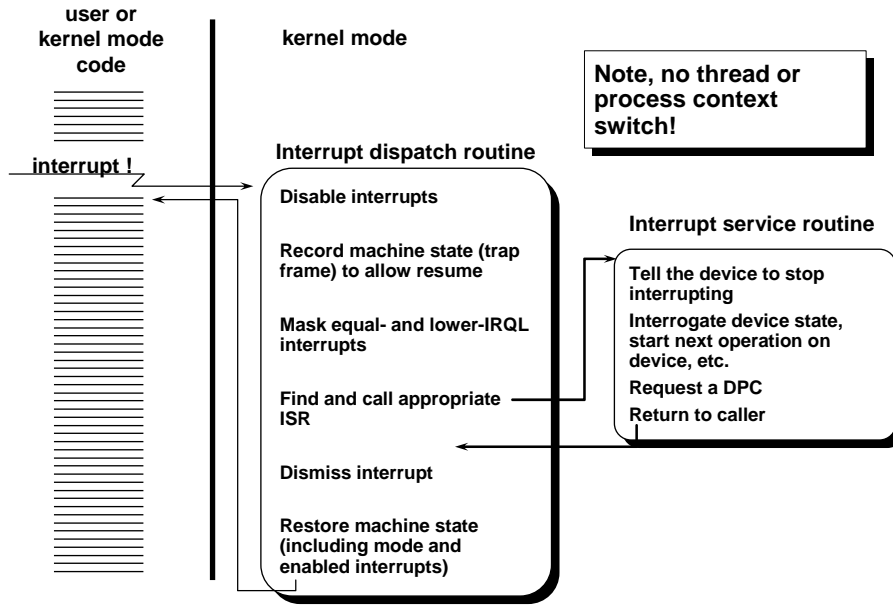 user or
kernel mode
code
kernel mode
Note, no thread or
process context
switch!
interrupt !
Interrupt dispatch routine
Disable interrupts
Record machine state (trap
frame) to allow resume
Mask equal- and lower-IRQL
interrupts
Find and call appropriate
ISR
Dismiss interrupt
Restore machine state
(including mode and
enabled interrupts)
Interrupt service routine
Tell the device to stop
interrupting
Interrogate device state,
start next operation on
device, etc.
Request a DPC
Return to caller